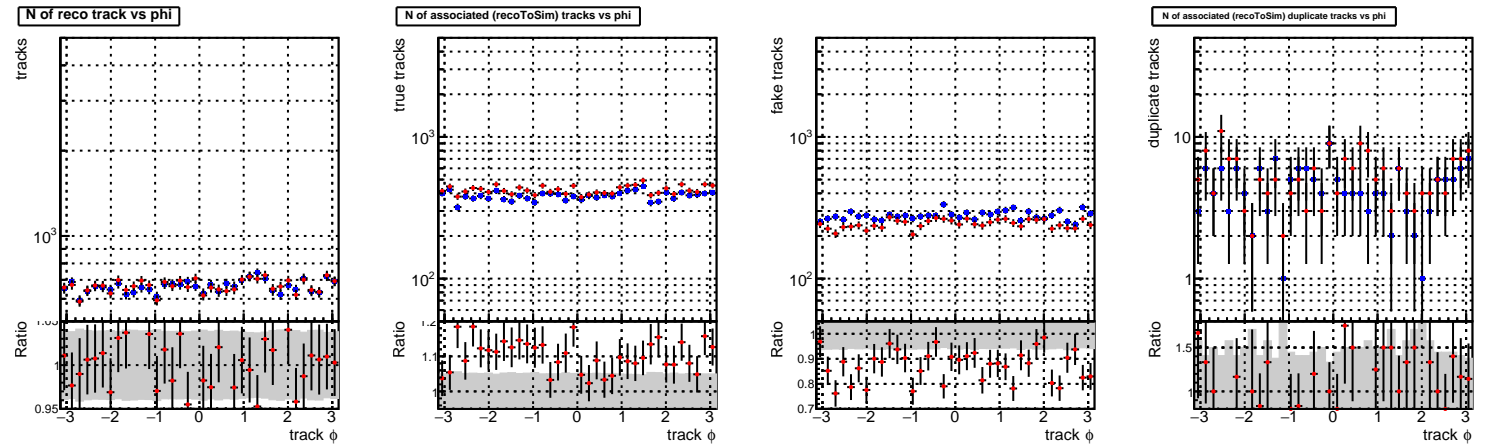 N of reco track vs phi
tracks
10³
Ratio
1.05
1
0.95
−3 −2 −1 0 1 2 3
track ϕ
N of associated (recoToSim) tracks vs phi
true tracks
10³
10²
Ratio
1.2
1.1
1
−3 −2 −1 0 1 2 3
track ϕ
fake tracks
10³
10²
Ratio
1
0.9
0.8
0.7
−3 −2 −1 0 1 2 3
track ϕ
N of associated (recoToSim) duplicate tracks vs phi
duplicate tracks
10
1
Ratio
1.5
1
−3 −2 −1 0 1 2 3
track ϕ